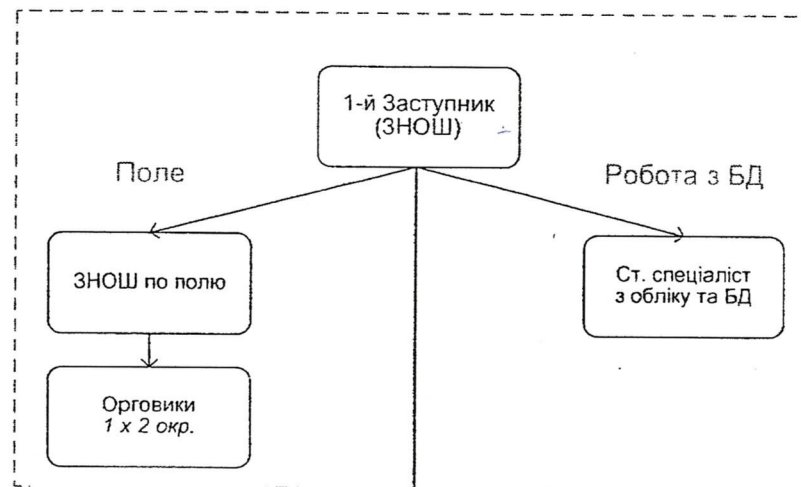 1-й Заступник
(ЗНОШ)
Поле
Робота з БД
ЗНОШ по полю
Ст. спеціаліст
з обліку та БД
Орговики
1 х 2 окр.